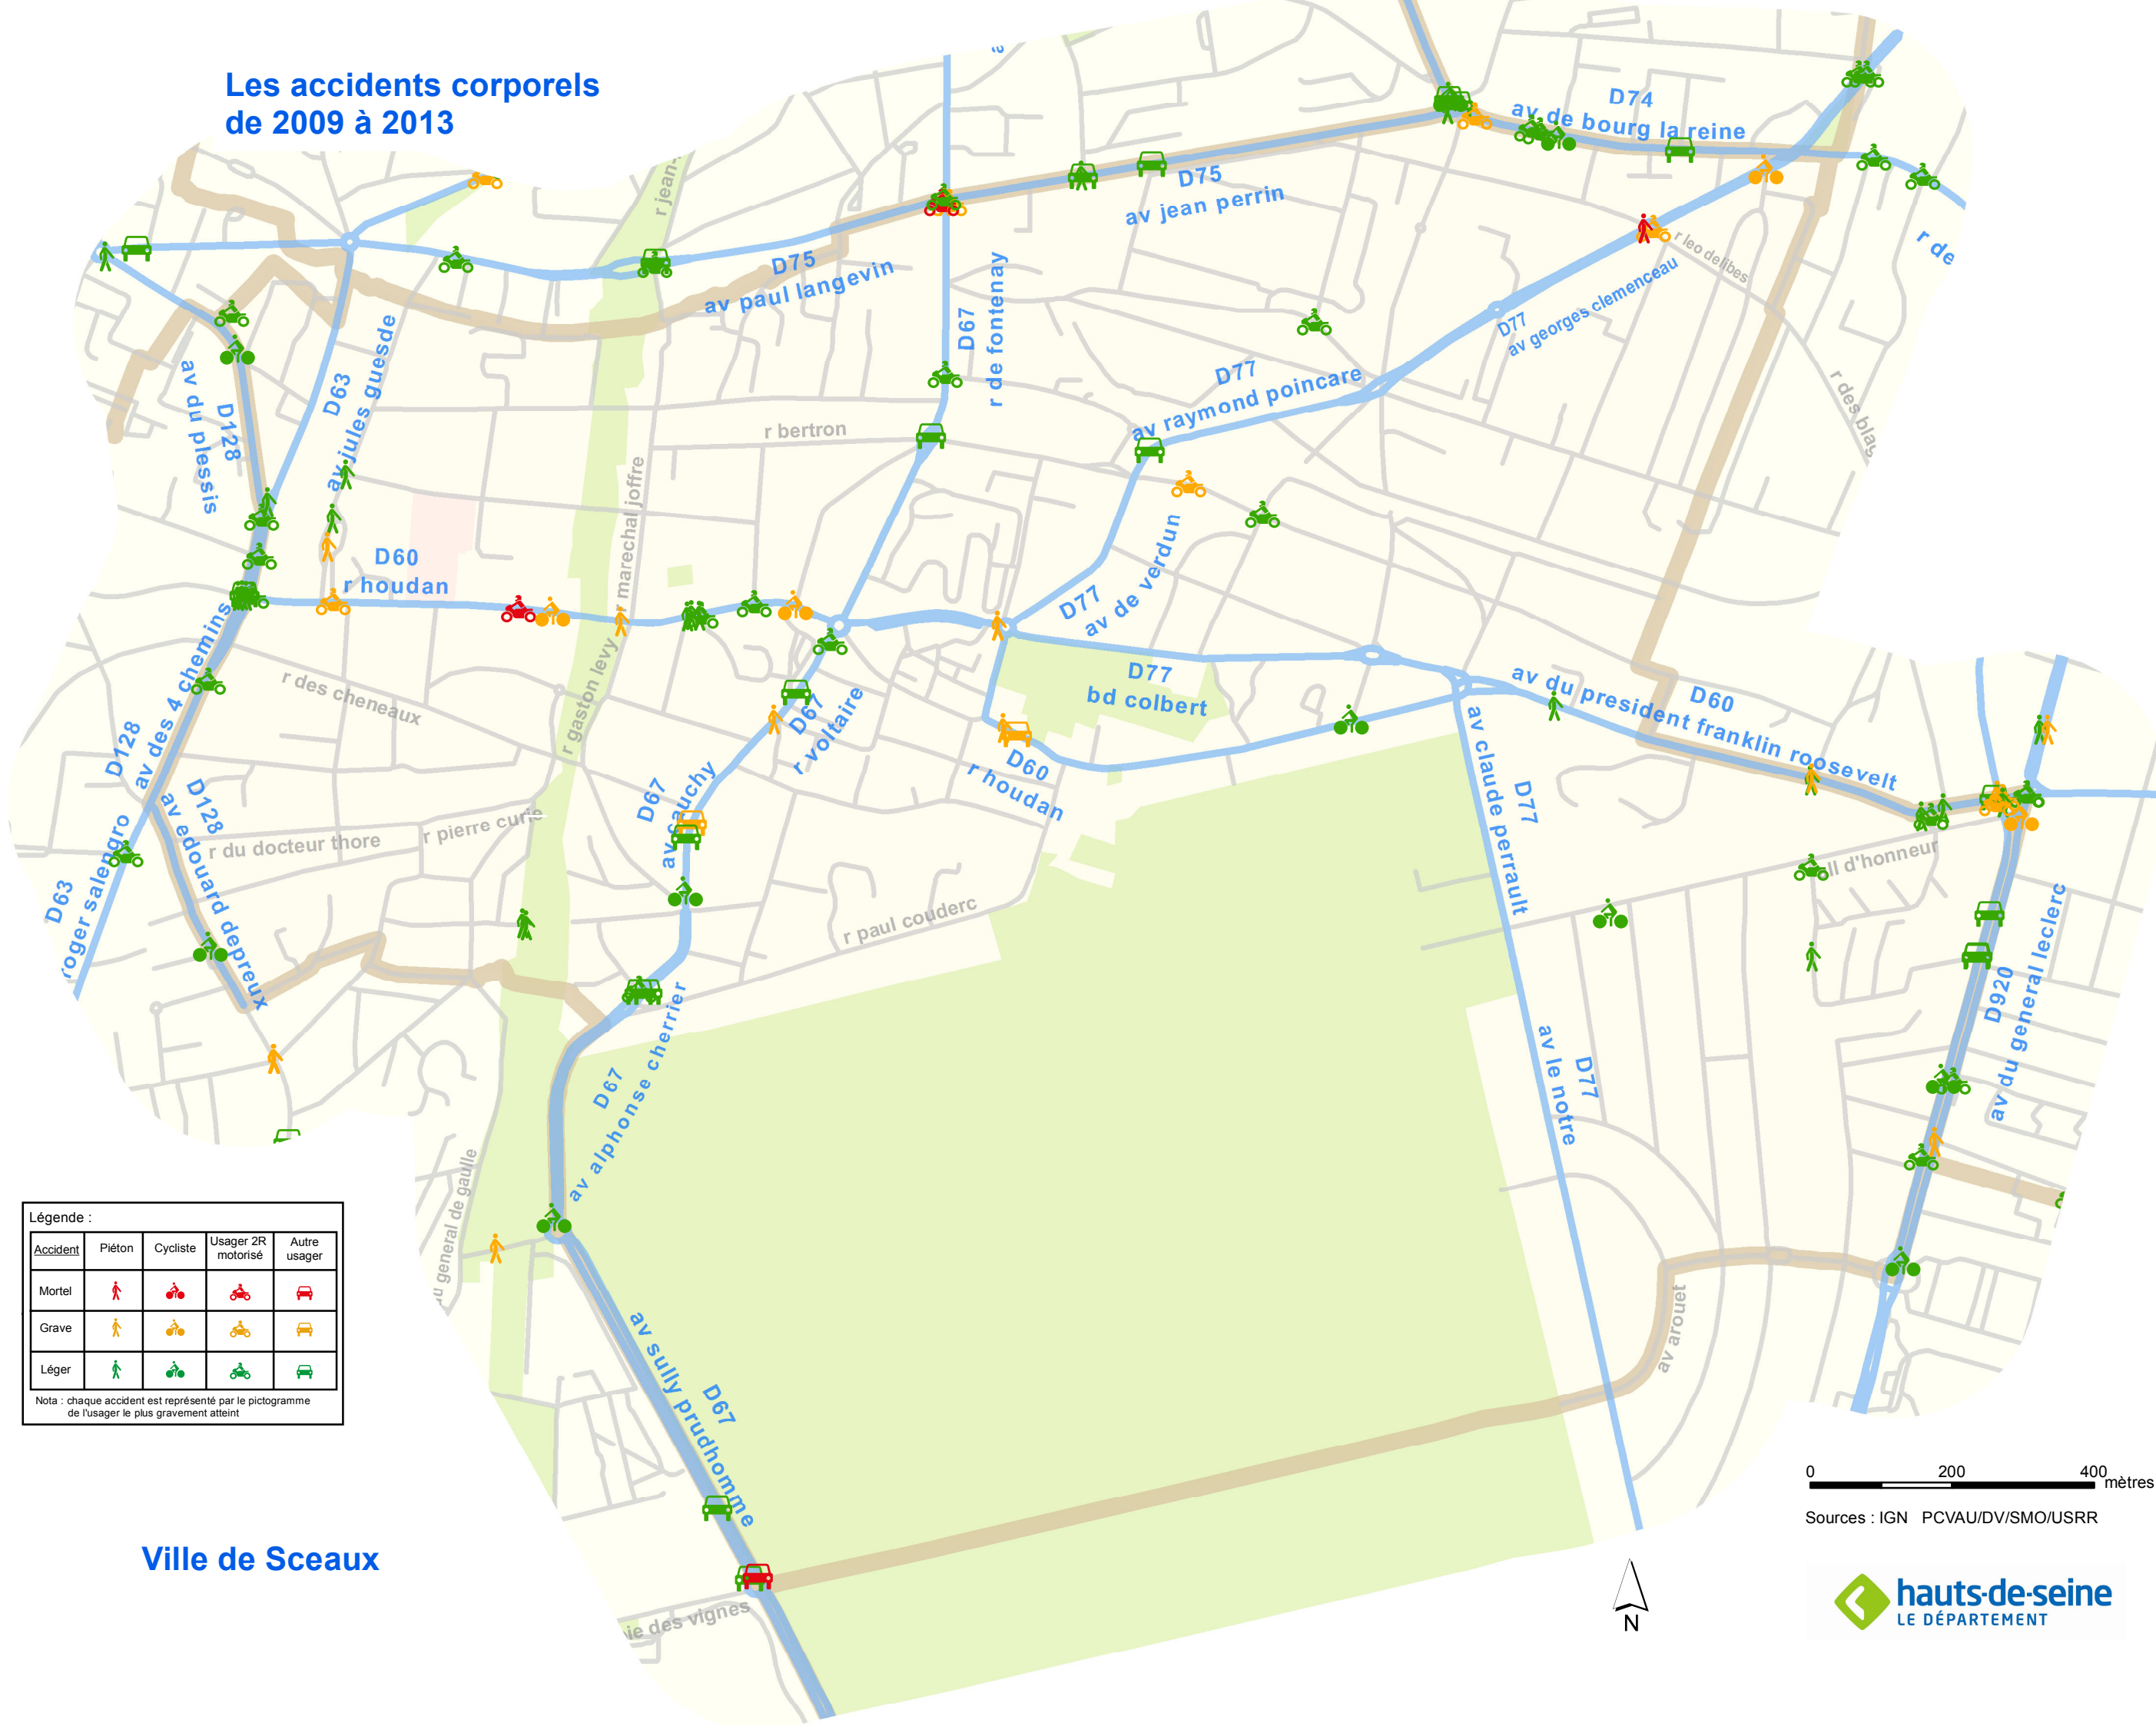 Les accidents corporels
de 2009 à 2013
D74
av de bourg la reine
D75
av jean perrin
D75
av paul langevin
r jean-
D67
r de fontenay
r leo delibes
r de
D77
av georges clemenceau
D77
av raymond poincare
r des blag
D63
av jules guesde
D128
av du plessis
r bertron
r marechal joffre
D60
r houdan
D77
av de verdun
D77
bd colbert
D60
av du president franklin roosevelt
r des cheneaux
r gaston levy
D67
r voltaire
D128
av des 4 chemins
D67
av cauchy
D60
r houdan
D77
av claude perrault
D128
av edouard depreux
r du docteur thore
r pierre curie
D63
roger salengro
r paul couderc
ll d'honneur
D920
av du general leclerc
D67
av alphonse cherrier
D77
av le notre
du general de gaulle
av arouet
D67
av sully prudhomme
ie des vignes
Légende :
Accident Piéton Cycliste Usager 2R motorisé Autre usager
Mortel
Grave
Léger
Nota : chaque accident est représenté par le pictogramme
de l'usager le plus gravement atteint
Ville de Sceaux
0 200 400 mètres
Sources : IGN PCVAU/DV/SMO/USRR
N
hauts-de-seine
LE DÉPARTEMENT